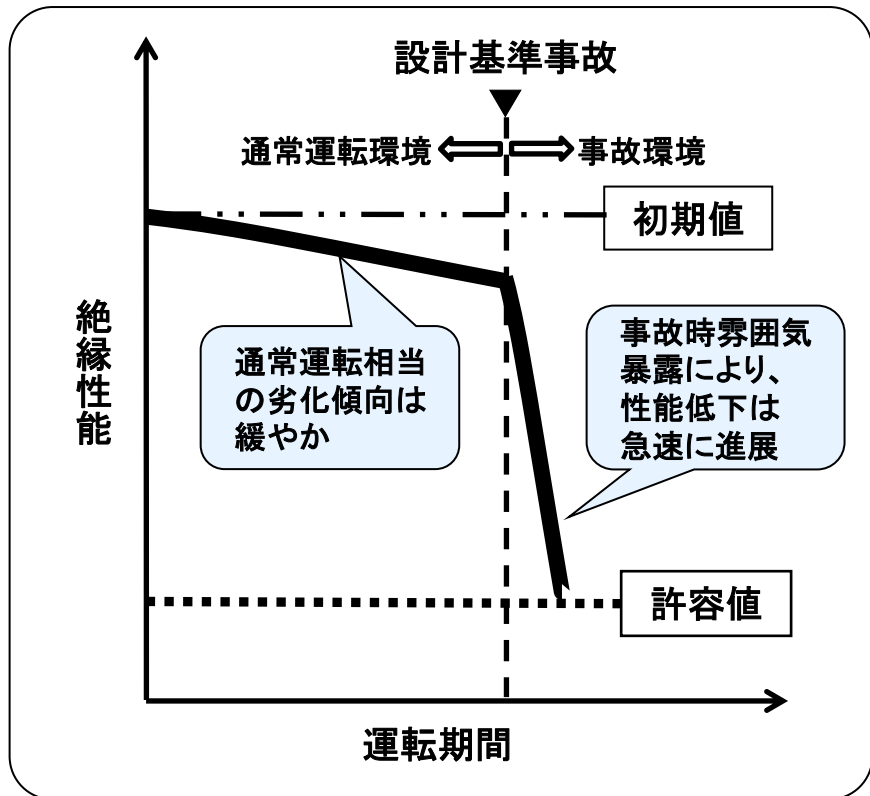 設計基準事故
通常運転環境
事故環境
初期値
絶縁性能
通常運転相当
の劣化傾向は
緩やか
事故時雰囲気
暴露により、
性能低下は
急速に進展
許容値
運転期間